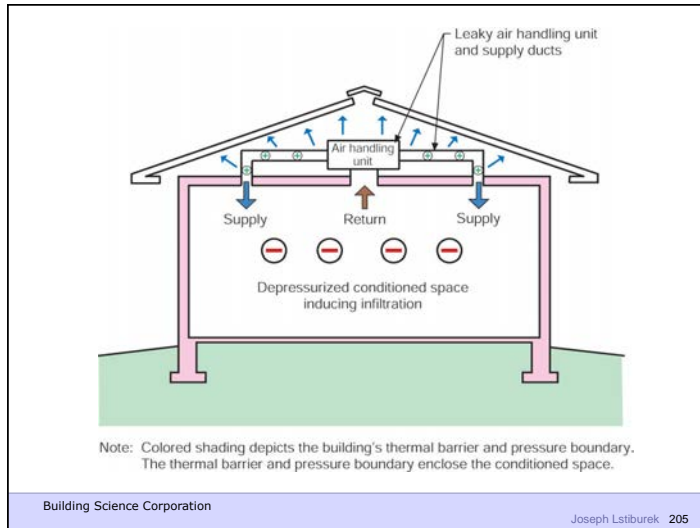 Leaky air handling unit
and supply ducts
Air handling
unit
Supply
Return
Supply
Depressurized conditioned space
inducing infiltration
Note: Colored shading depicts the building's thermal barrier and pressure boundary.
The thermal barrier and pressure boundary enclose the conditioned space.
Building Science Corporation
Joseph Lstiburek 205